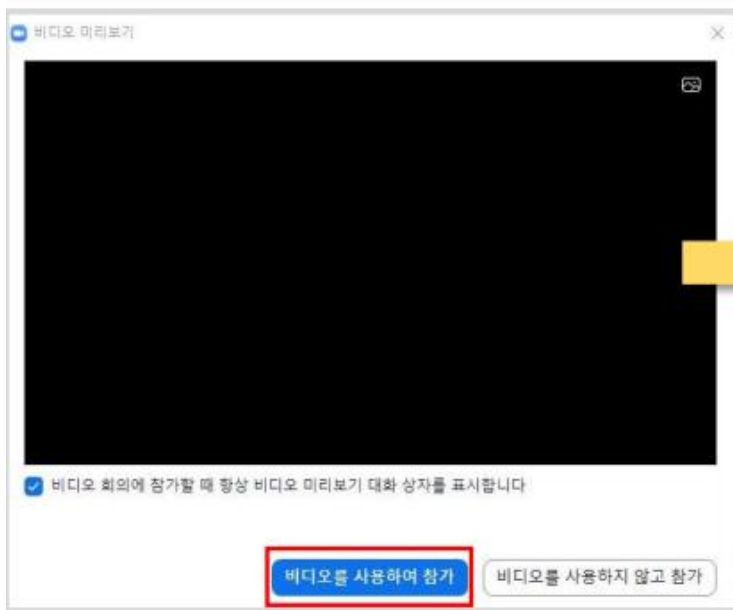 비디오 미리보기
비디오 회의에 참가할 때 항상 비디오 미리보기 대화 상자를 표시합니다
비디오를 사용하여 참가
비디오를 사용하지 않고 참가